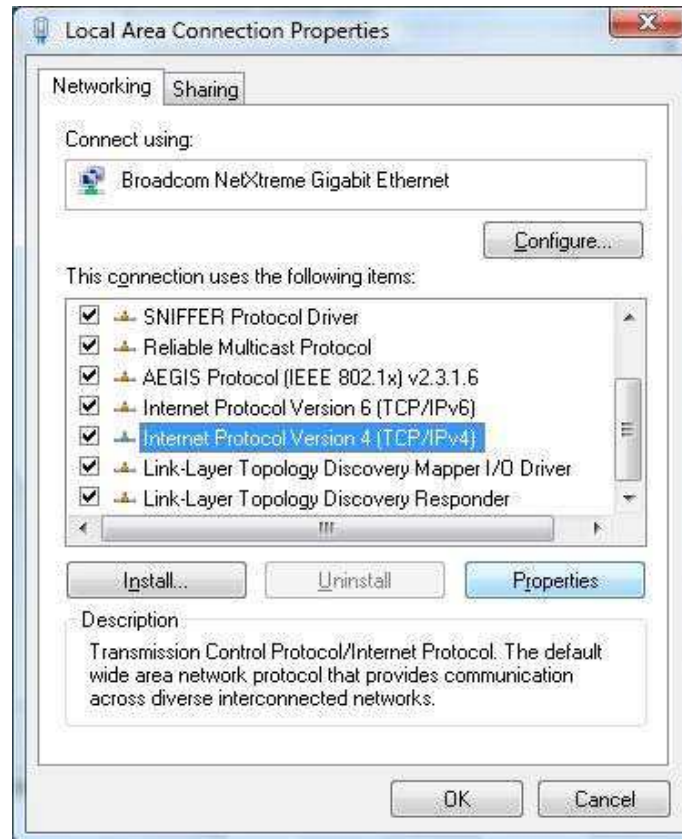 Local Area Connection Properties
Networking
Sharing
Connect using:
Broadcom NetXtreme Gigabit Ethernet
Configure...
This connection uses the following items:
SNIFFER Protocol Driver
Reliable Multicast Protocol
AEGIS Protocol (IEEE 802.1x) v2.3.1.6
Internet Protocol Version 6 (TCP/IPv6)
Internet Protocol Version 4 (TCP/IPv4)
Link-Layer Topology Discovery Mapper I/O Driver
Link-Layer Topology Discovery Responder
Install...
Uninstall
Properties
Description
Transmission Control Protocol/Internet Protocol. The default
wide area network protocol that provides communication
across diverse interconnected networks.
OK
Cancel